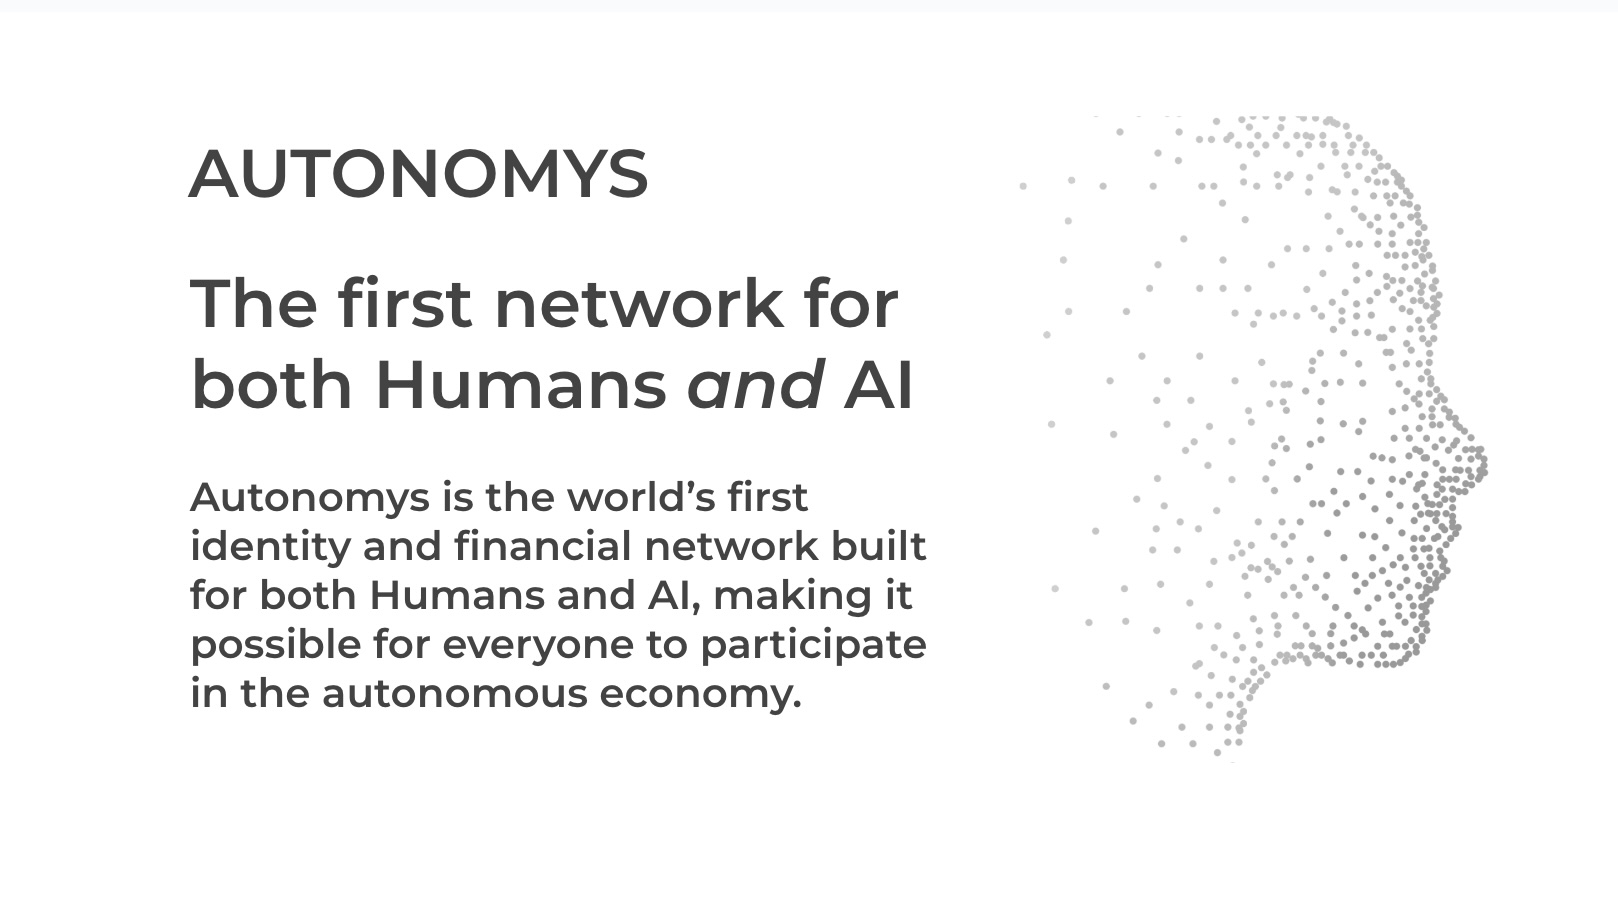 AUTONOMYS
The first network for
both Humans and AI
Autonomys is the world’s first
identity and financial network built
for both Humans and AI, making it
possible for everyone to participate
in the autonomous economy.